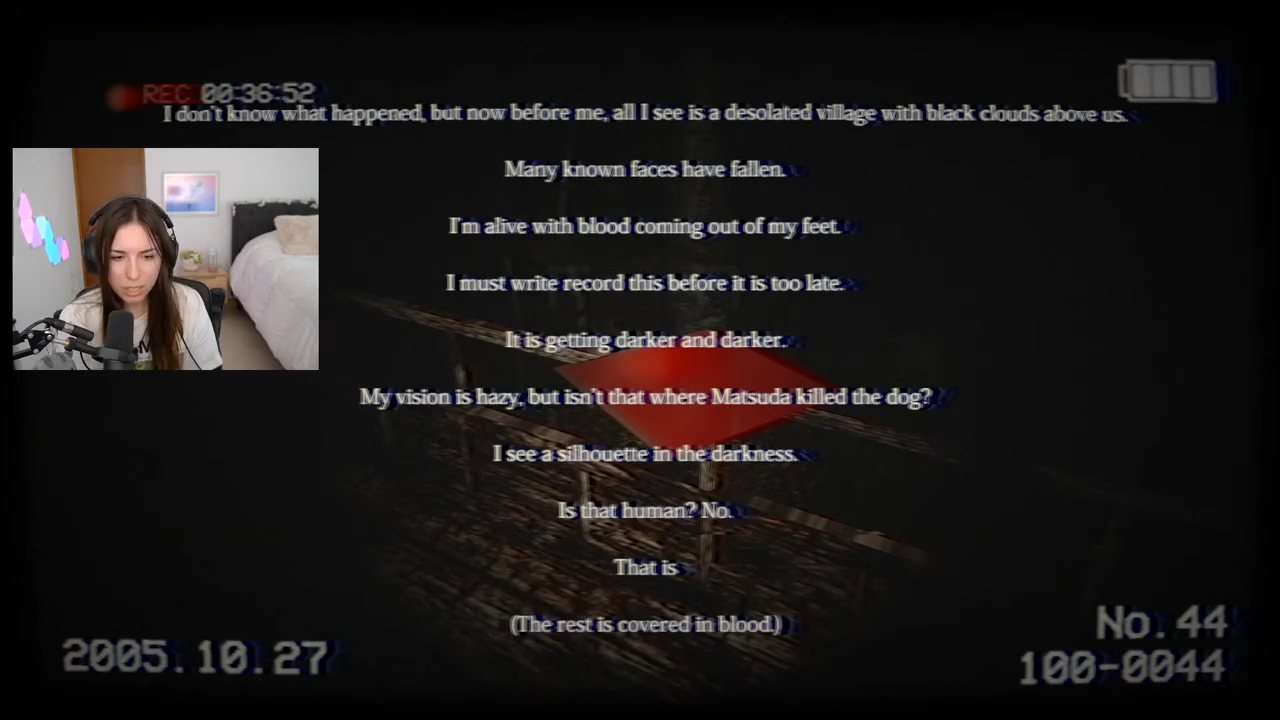 REC 00:36:52
I don't know what happened, but now before me, all I see is a desolated village with black clouds above us.
Many known faces have fallen.
I'm alive with blood coming out of my feet.
I must write record this before it is too late.
It is getting darker and darker.
My vision is hazy, but isn't that where Matsuda killed the dog?
I see a silhouette in the darkness.
Is that human? No.
That is
(The rest is covered in blood.)
2005.10.27
No.44
100-0044